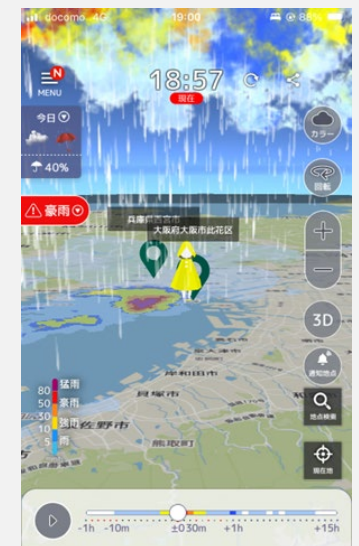 docomo 4G 19:00 88%
N
MENU
18:57
現在
今日
カラー
40%
回転
豪雨
兵庫県西宮市
大阪府大阪市此花区
3D
通知地点
岸和田市
貝塚市
地点検索
80 猛雨
50 豪雨
30 強雨
10
5 雨
佐野市
熊取町
現在地
-1h -10m ±0 30m +1h +15h